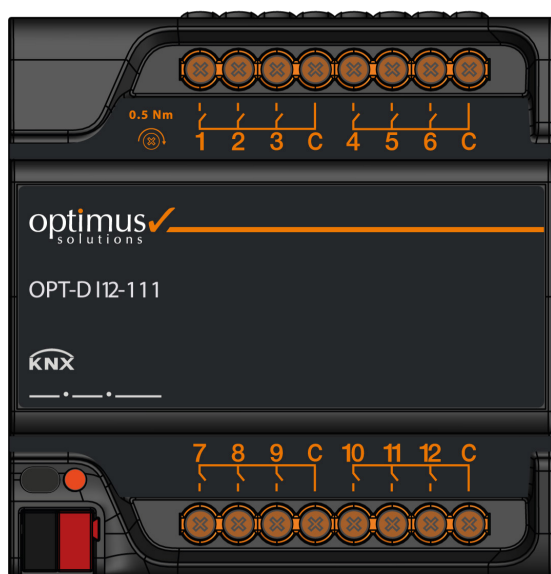 0.5 Nm
1 2 3 C 4 5 6 C
optimus
solutions
OPT-DI12-111
KNX
7 8 9 C 10 11 12 C